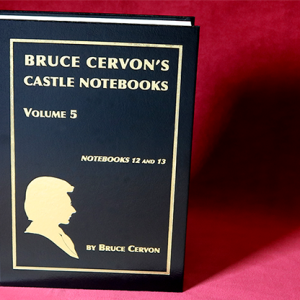 BRUCE CERVON'S
CASTLE NOTEBOOKS
VOLUME 5
NOTEBOOKS 12 AND 13
BY BRUCE CERVON